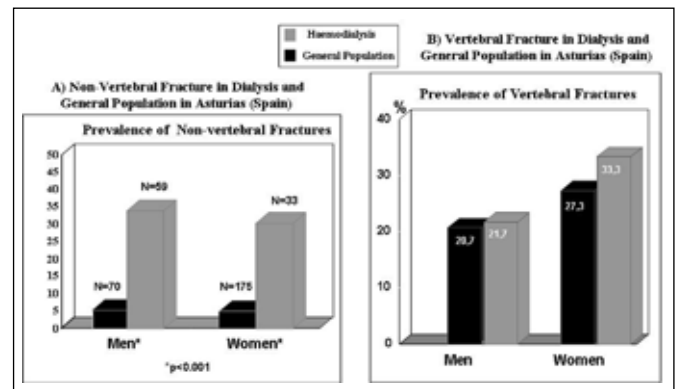 Haemodialysis
General Population
A) Non-Vertebral Fracture in Dialysis and
General Population in Asturias (Spain)
Prevalence of Non-vertebral Fractures
50
45
40
35
30
25
20
15
10
5
0
N=70
N=59
N=175
N=33
Men*
Women*
*p<0.001
B) Vertebral Fracture in Dialysis and
General Population in Asturias (Spain)
Prevalence of Vertebral Fractures
%
40
30
20
10
0
20,7
21,7
27,3
33,3
Men
Women